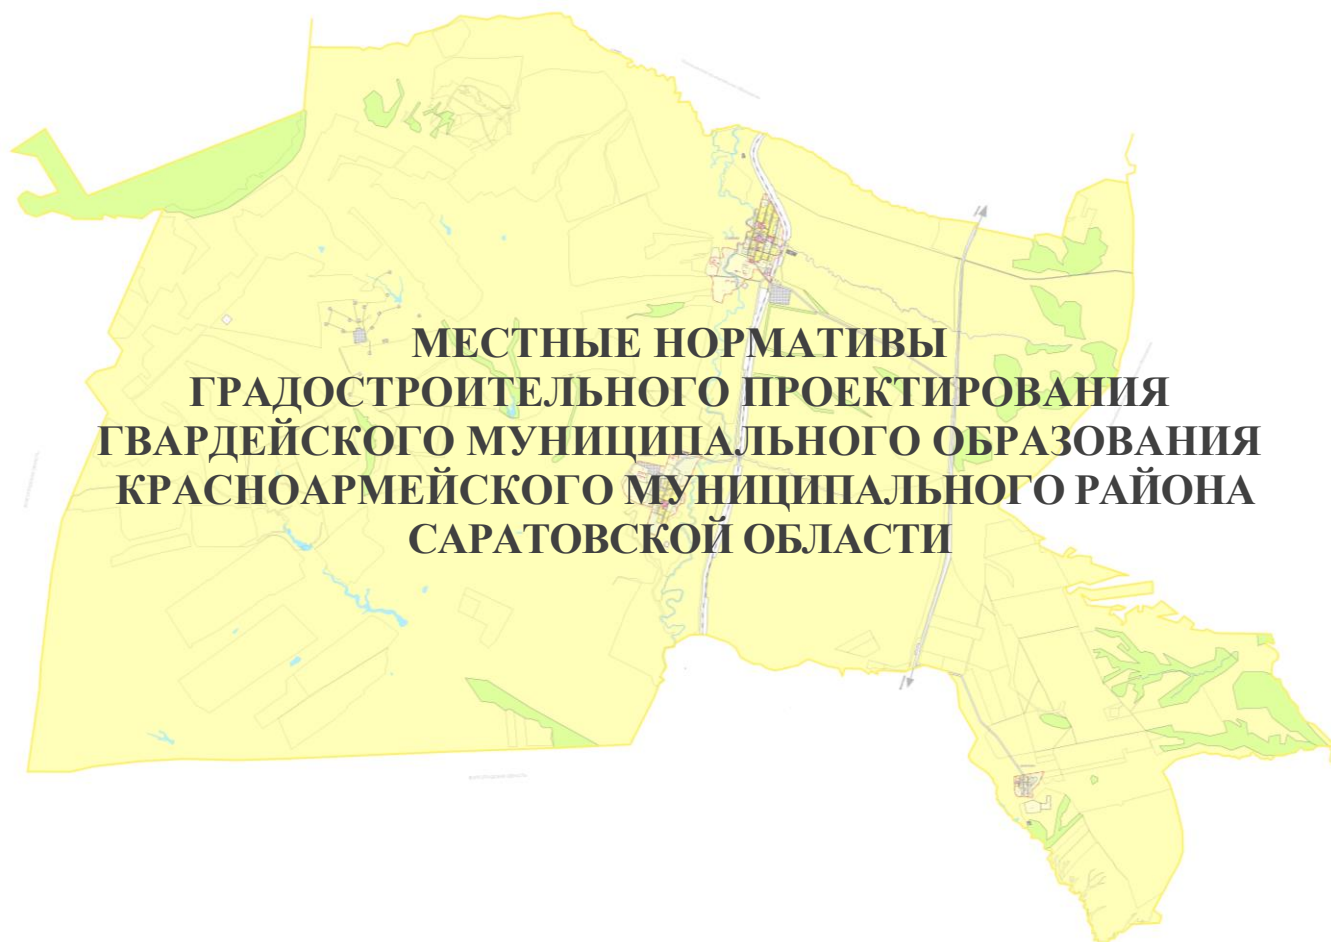 МЕСТНЫЕ НОРМАТИВЫ
ГРАДОСТРОИТЕЛЬНОГО ПРОЕКТИРОВАНИЯ
ГВАРДЕЙСКОГО МУНИЦИПАЛЬНОГО ОБРАЗОВАНИЯ
КРАСНОАРМЕЙСКОГО МУНИЦИПАЛЬНОГО РАЙОНА
САРАТОВСКОЙ ОБЛАСТИ